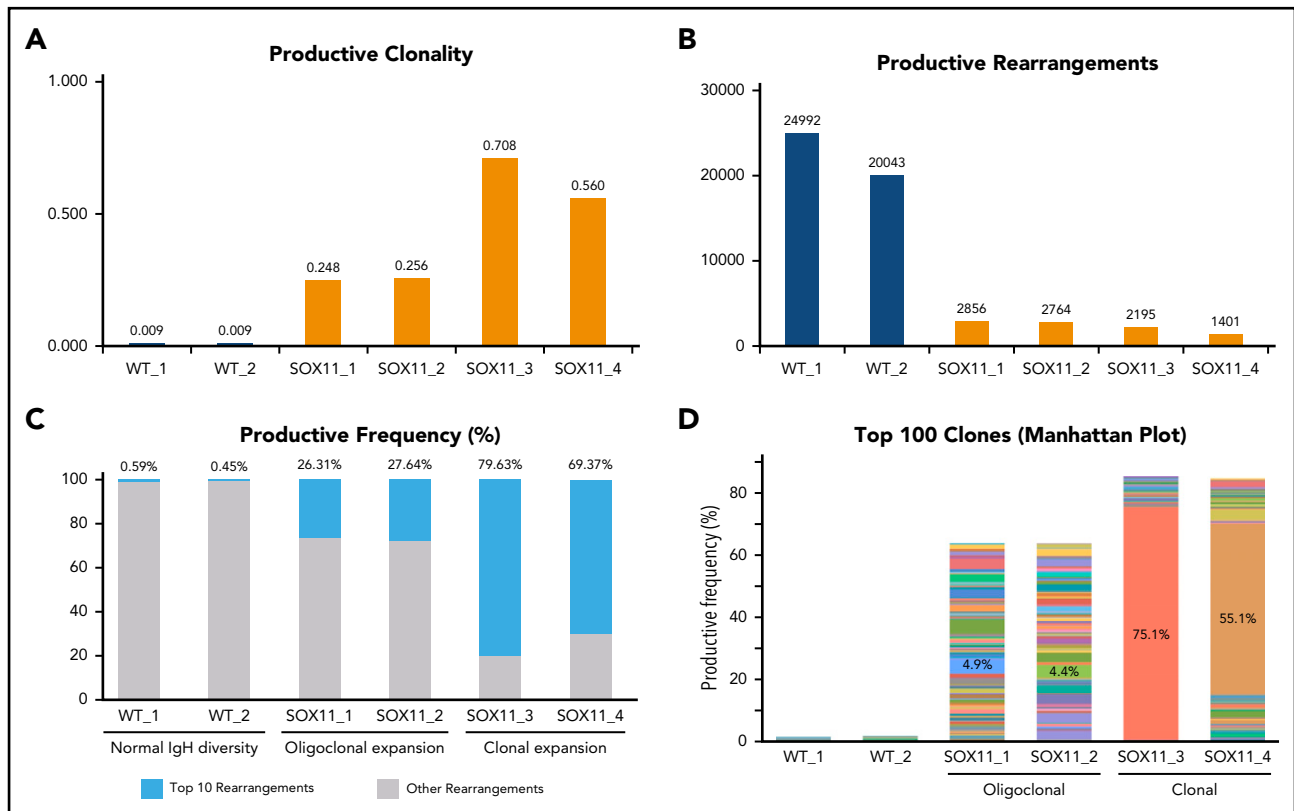 A
Productive Clonality
1.000
0.500
0.000
0.009
0.009
0.248
0.256
0.708
0.560
WT_1 WT_2 SOX11_1 SOX11_2 SOX11_3 SOX11_4
B
Productive Rearrangements
30000
20000
10000
0
24992
20043
2856
2764
2195
1401
WT_1 WT_2 SOX11_1 SOX11_2 SOX11_3 SOX11_4
C
Productive Frequency (%)
0.59% 0.45% 26.31% 27.64% 79.63% 69.37%
100
80
60
40
20
0
WT_1 WT_2 SOX11_1 SOX11_2 SOX11_3 SOX11_4
Normal IgH diversity Oligoclonal expansion Clonal expansion
Top 10 Rearrangements Other Rearrangements
D
Top 100 Clones (Manhattan Plot)
Productive frequency (%)
80
60
40
20
0
4.9%
4.4%
75.1%
55.1%
WT_1 WT_2 SOX11_1 SOX11_2 SOX11_3 SOX11_4
Oligoclonal Clonal